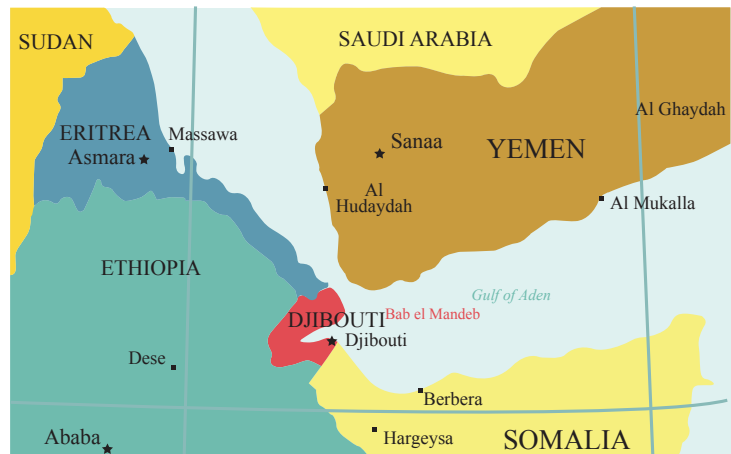 SUDAN
SAUDI ARABIA
Al Ghaydah
ERITREA
Massawa
Asmara
Sanaa
YEMEN
Al
Hudaydah
Al Mukalla
ETHIOPIA
Gulf of Aden
DJIBOUTI
Bab el Mandeb
Djibouti
Dese
Berbera
Ababa
Hargeysa
SOMALIA